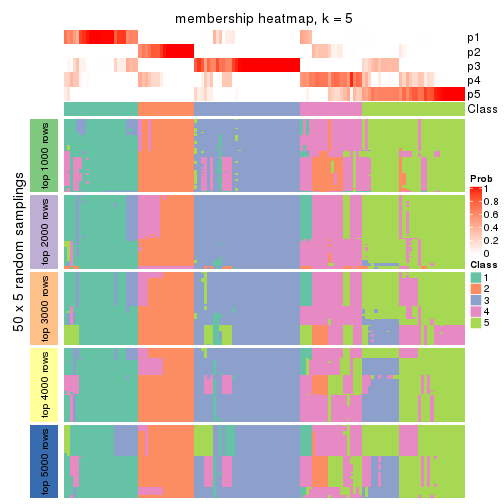 membership heatmap, k = 5
p1
p2
p3
p4
p5
Class
50 x 5 random samplings
top 1000 rows
top 2000 rows
top 3000 rows
top 4000 rows
top 5000 rows
Prob
1
0.8
0.6
0.4
0.2
0
Class
1
2
3
4
5